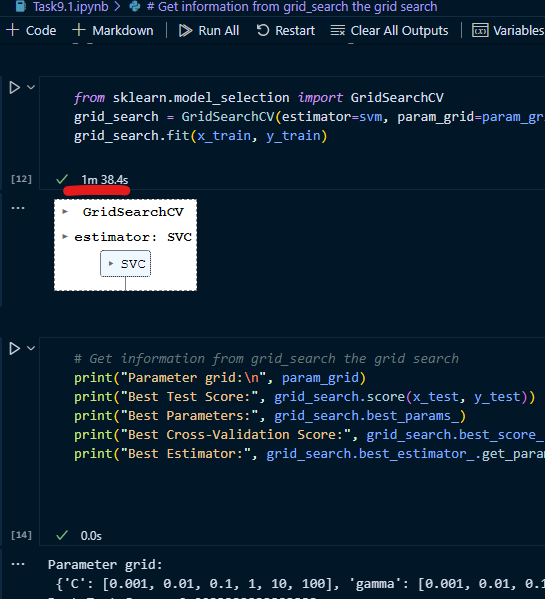 Task9.1.ipynb > # Get information from grid_search the grid search
+ Code + Markdown Run All Restart Clear All Outputs Variables
from sklearn.model_selection import GridSearchCV
grid_search = GridSearchCV(estimator=svm, param_grid=param_gr
grid_search.fit(x_train, y_train)
[12] 1m 38.4s
GridSearchCV
estimator: SVC
SVC
# Get information from grid_search the grid search
print("Parameter grid:\n", param_grid)
print("Best Test Score:", grid_search.score(x_test, y_test))
print("Best Parameters:", grid_search.best_params_)
print("Best Cross-Validation Score:", grid_search.best_score_
print("Best Estimator:", grid_search.best_estimator_.get_para
[14] 0.0s
Parameter grid:
{'C': [0.001, 0.01, 0.1, 1, 10, 100], 'gamma': [0.001, 0.01, 0.1